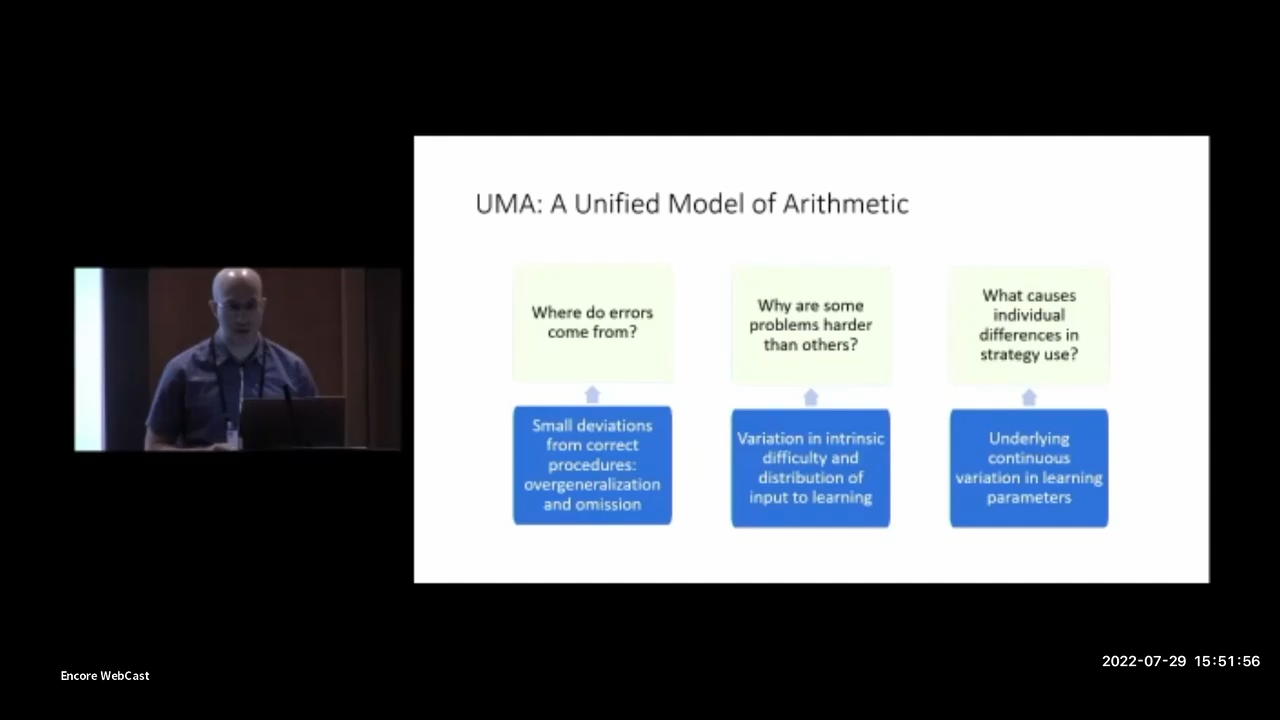 UMA: A Unified Model of Arithmetic
Where do errors
come from?
Why are some
problems harder
than others?
What causes
individual
differences in
strategy use?
Small deviations
from correct
procedures:
overgeneralization
and omission
Variation in intrinsic
difficulty and
distribution of
input to learning
Underlying
continuous
variation in learning
parameters
2022-07-29 15:51:56
Encore WebCast